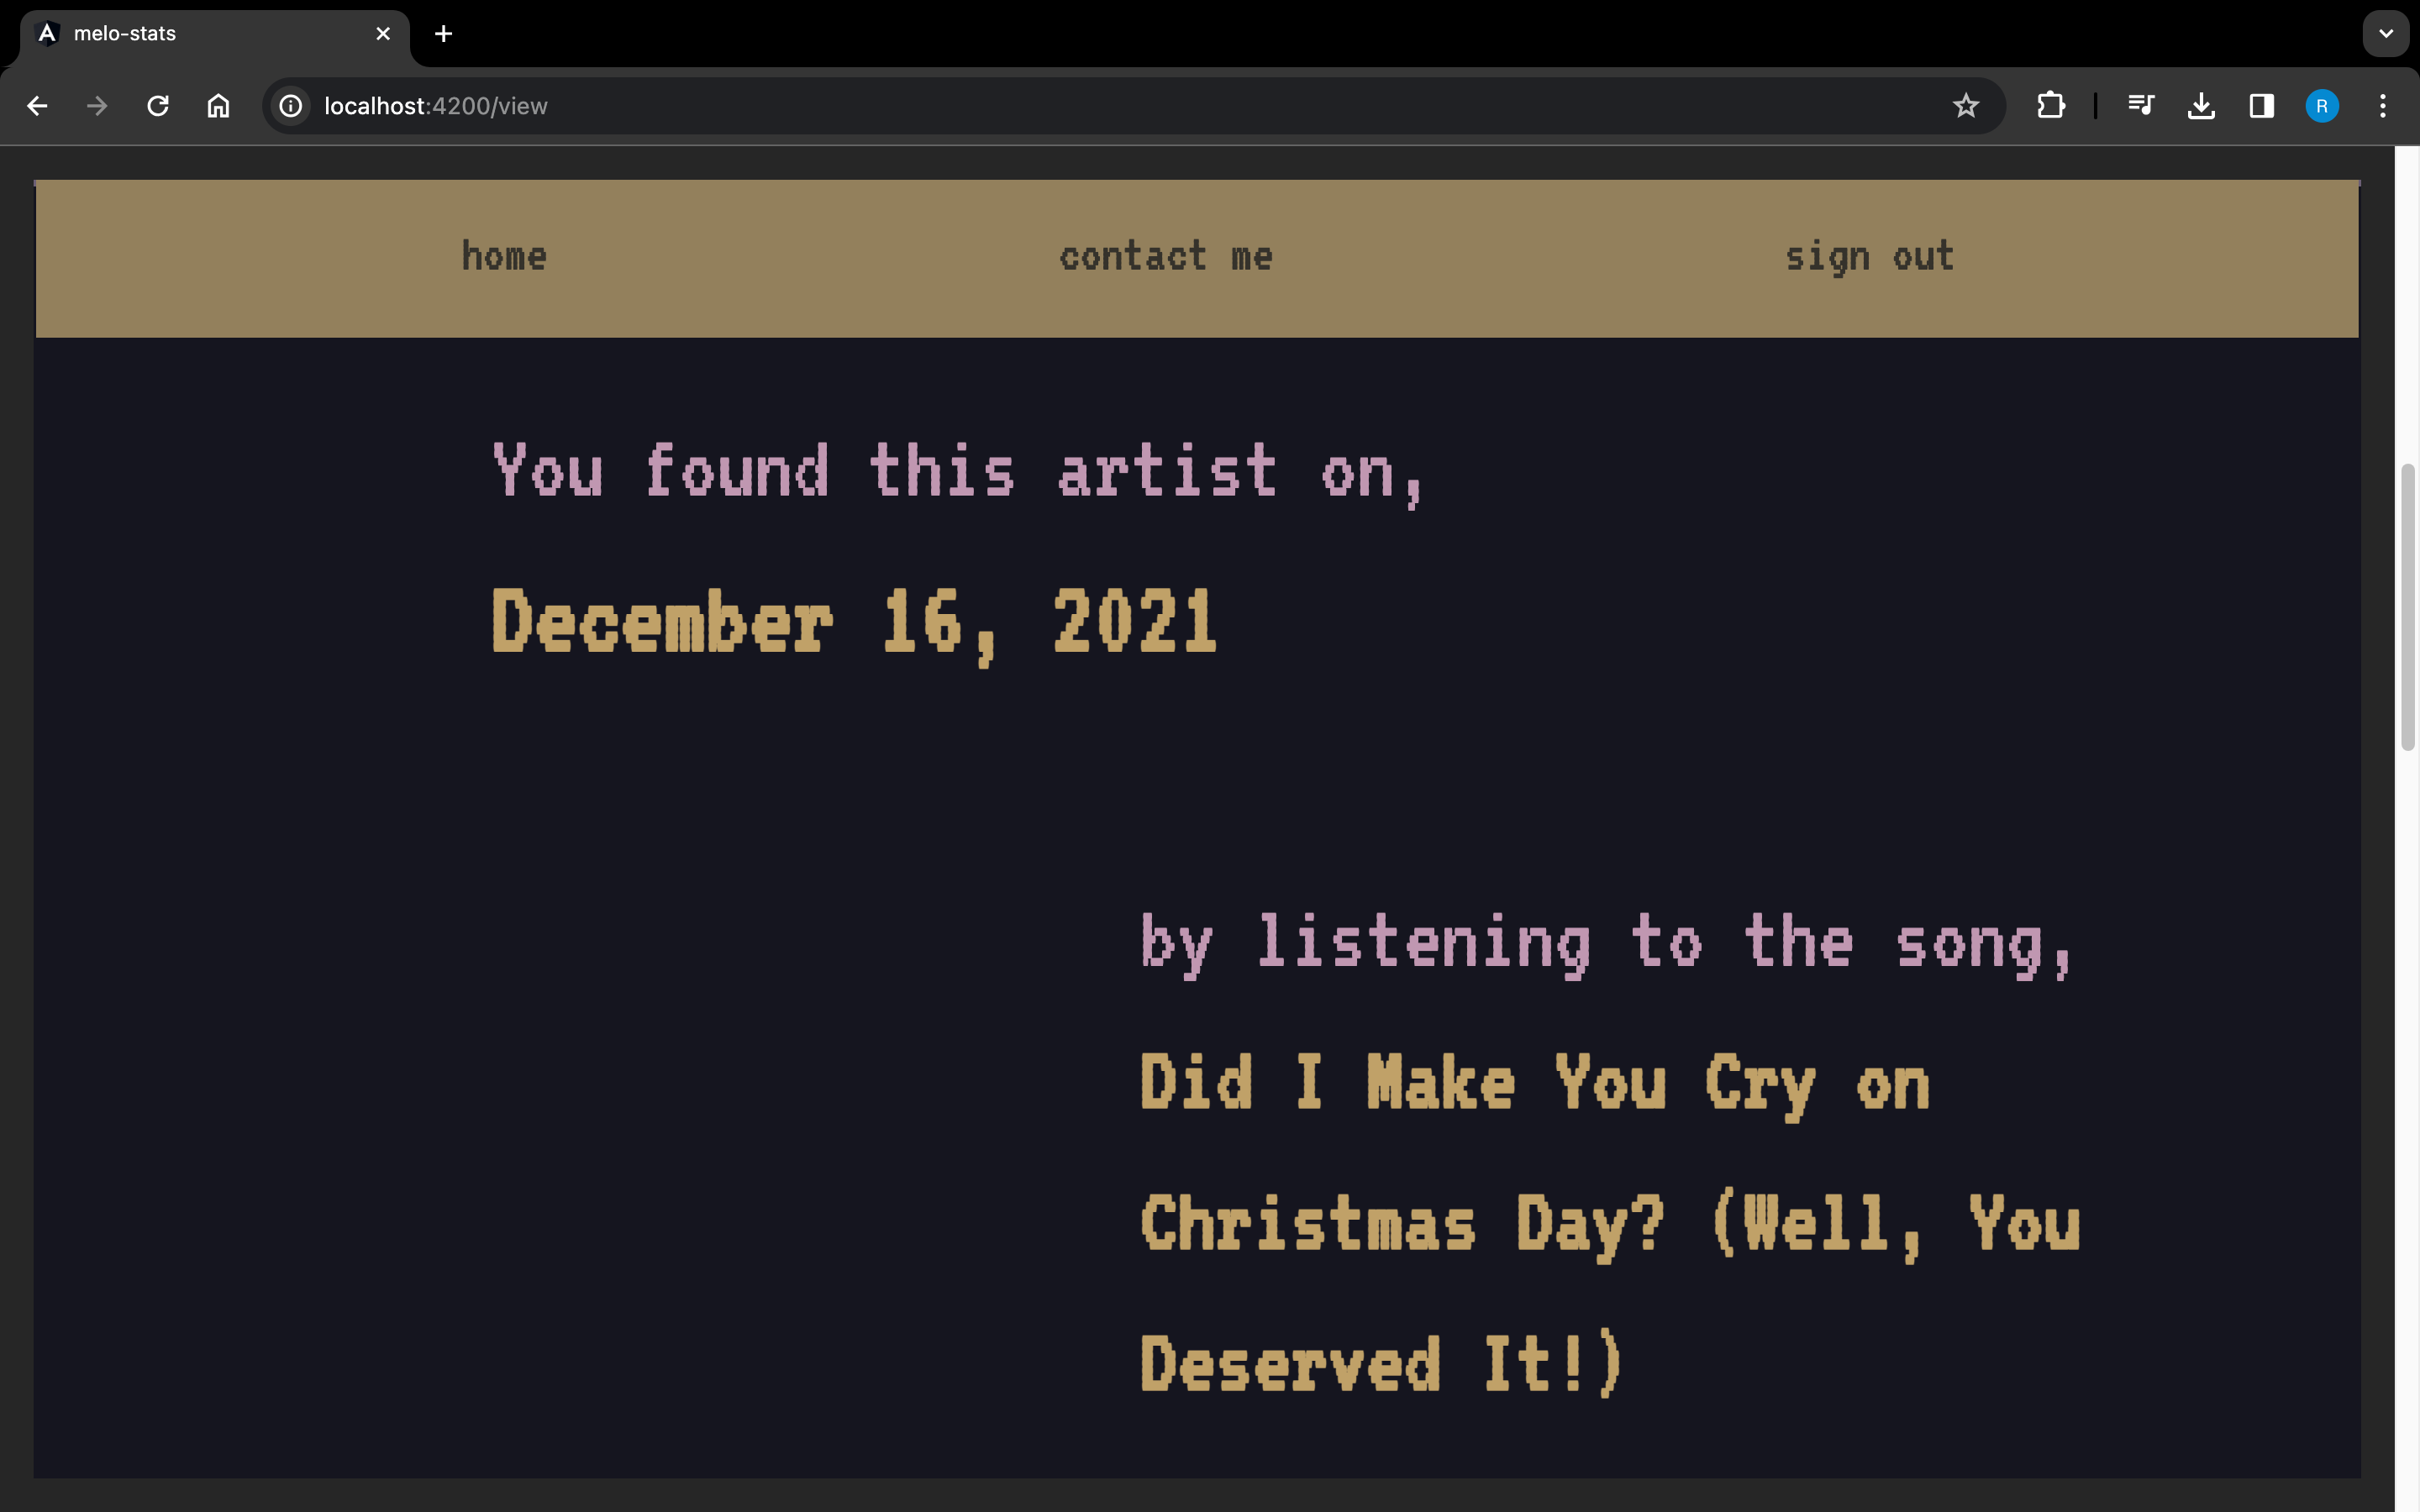 melo-stats
localhost:4200/view
R
home contact me sign out
You found this artist on,
December 16, 2021
by listening to the song,
Did I Make You Cry on
Christmas Day? (Well, You
Deserved It!)